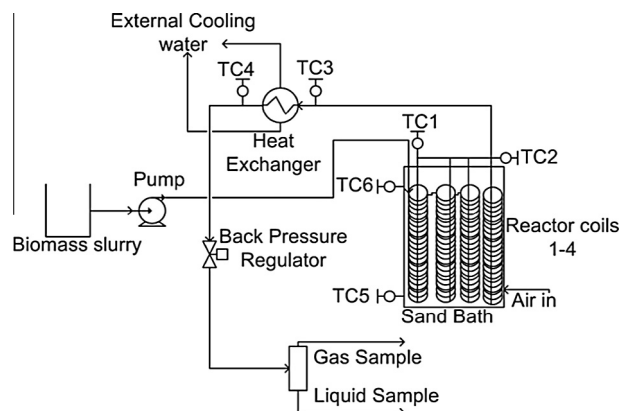 External Cooling
water
TC4
TC3
TC1
Heat
Exchanger
TC2
Pump
TC6
Biomass slurry
Back Pressure
Regulator
Reactor coils
1-4
TC5
Air in
Sand Bath
Gas Sample
Liquid Sample